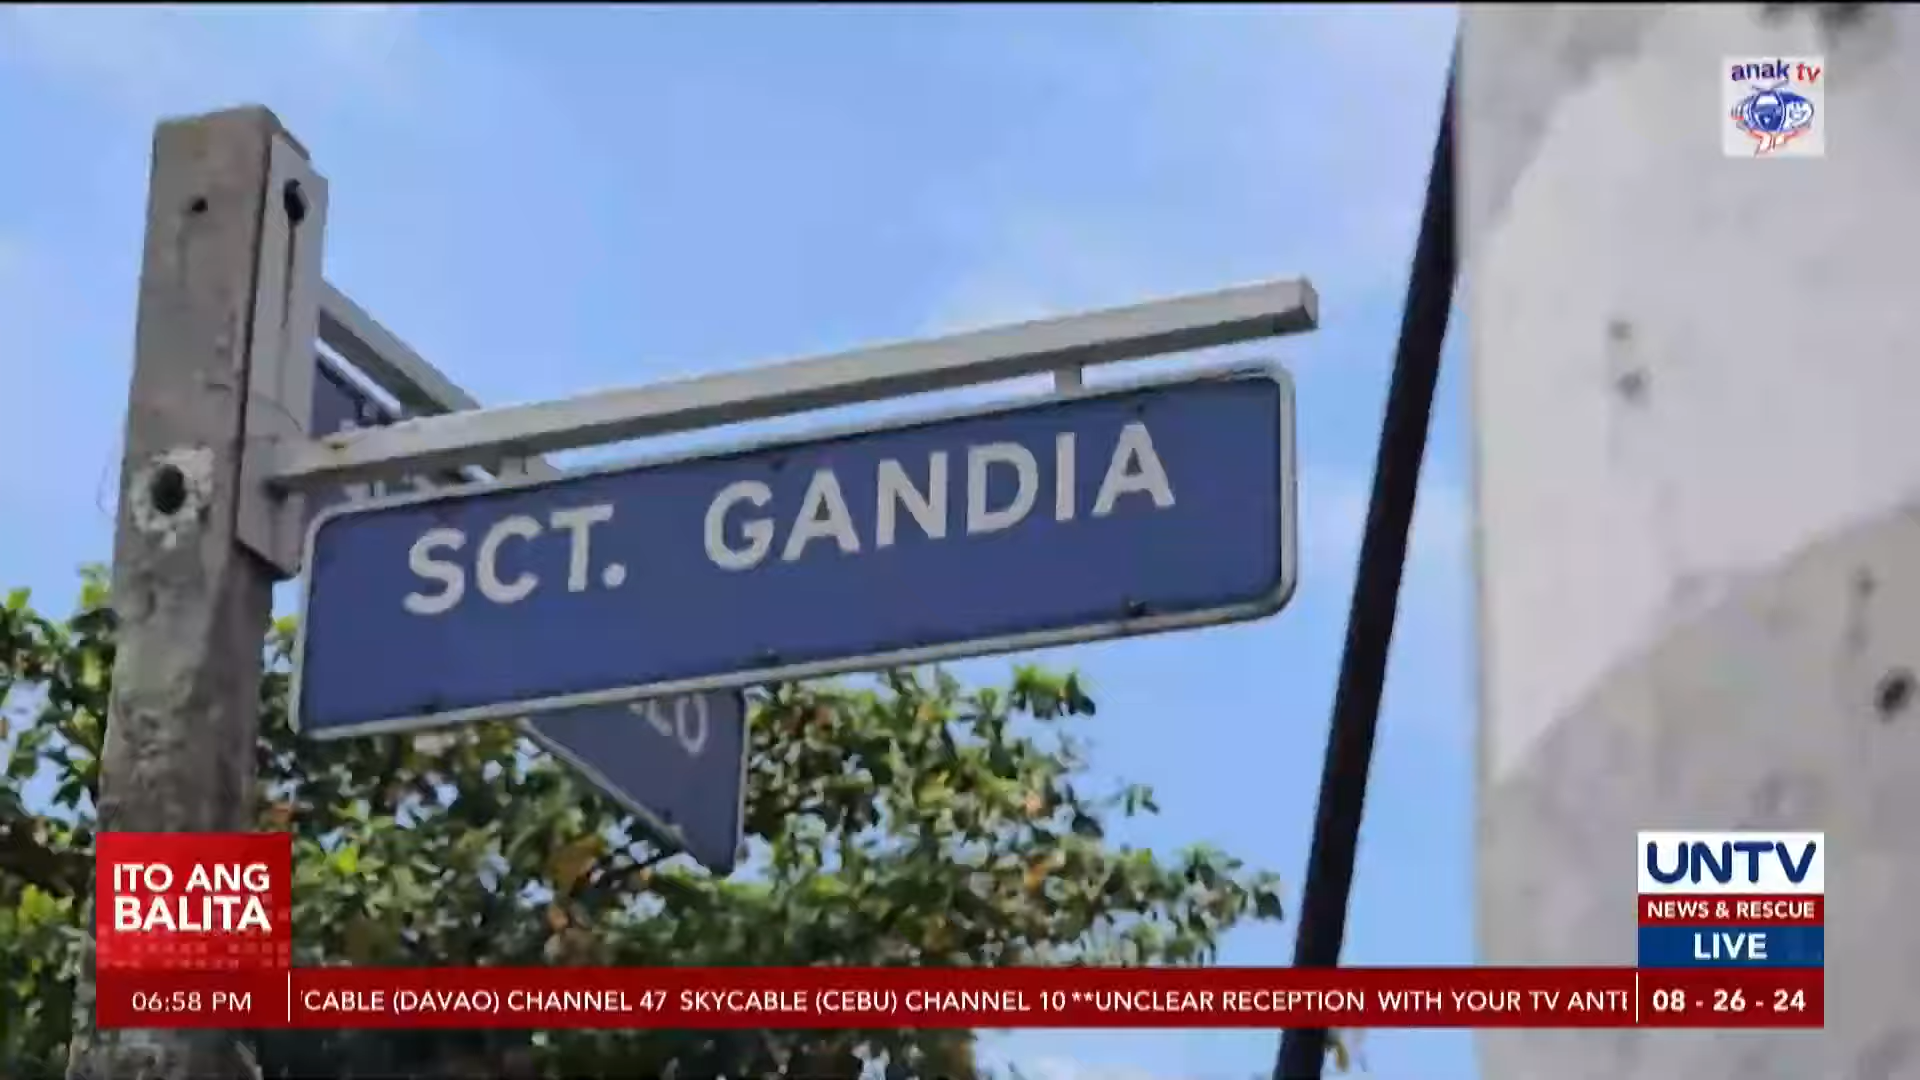 anak tv
SCT. GANDIA
ITO ANG
BALITA
UNTV
NEWS & RESCUE
LIVE
06:58 PM
CABLE (DAVAO) CHANNEL 47 SKYCABLE (CEBU) CHANNEL 10 **UNCLEAR RECEPTION WITH YOUR TV
08 - 26 - 24